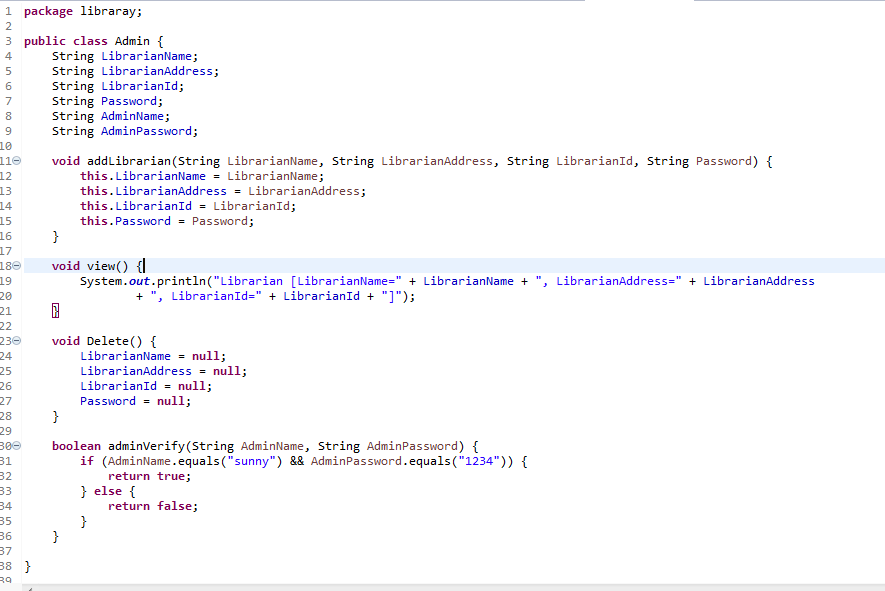 1 package libraray;
2
3 public class Admin {
4     String LibrarianName;
5     String LibrarianAddress;
6     String LibrarianId;
7     String Password;
8     String AdminName;
9     String AdminPassword;
10
11     void addLibrarian(String LibrarianName, String LibrarianAddress, String LibrarianId, String Password) {
12         this.LibrarianName = LibrarianName;
13         this.LibrarianAddress = LibrarianAddress;
14         this.LibrarianId = LibrarianId;
15         this.Password = Password;
16     }
17
18     void view() {
19         System.out.println("Librarian [LibrarianName=" + LibrarianName + ", LibrarianAddress=" + LibrarianAddress
20                 + ", LibrarianId=" + LibrarianId + "]");
21     }
22
23     void Delete() {
24         LibrarianName = null;
25         LibrarianAddress = null;
26         LibrarianId = null;
27         Password = null;
28     }
29
30     boolean adminVerify(String AdminName, String AdminPassword) {
31         if (AdminName.equals("sunny") && AdminPassword.equals("1234")) {
32             return true;
33         } else {
34             return false;
35         }
36     }
37
38 }
39